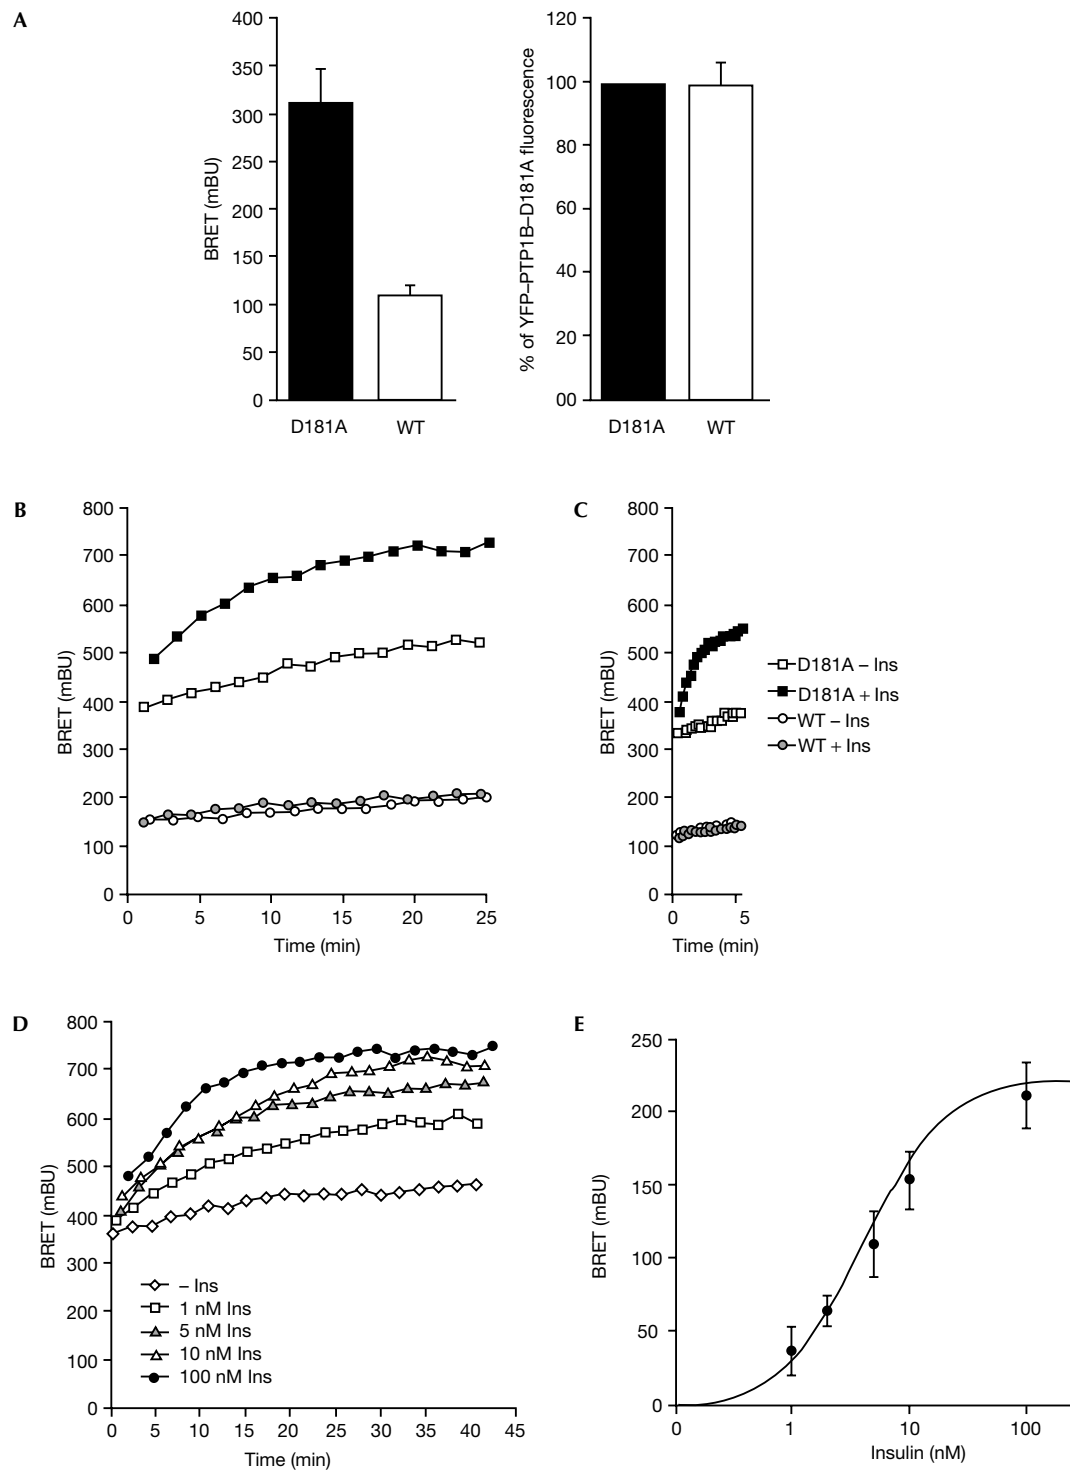 A
400
350
300
250
200
150
100
50
0
BRET (mBU)
D181A
WT
120
100
80
60
40
20
00
% of YFP–PTP1B–D181A fluorescence
D181A
WT
B
800
700
600
500
400
300
200
100
0
BRET (mBU)
0 5 10 15 20 25
Time (min)
C
800
700
600
500
400
300
200
100
0
BRET (mBU)
0 5
Time (min)
D181A – Ins
D181A + Ins
WT – Ins
WT + Ins
D
800
700
600
500
400
300
200
100
0
BRET (mBU)
– Ins
1 nM Ins
5 nM Ins
10 nM Ins
100 nM Ins
0 5 10 15 20 25 30 35 40 45
Time (min)
E
250
200
150
100
50
0
BRET (mBU)
0 1 10 100
Insulin (nM)